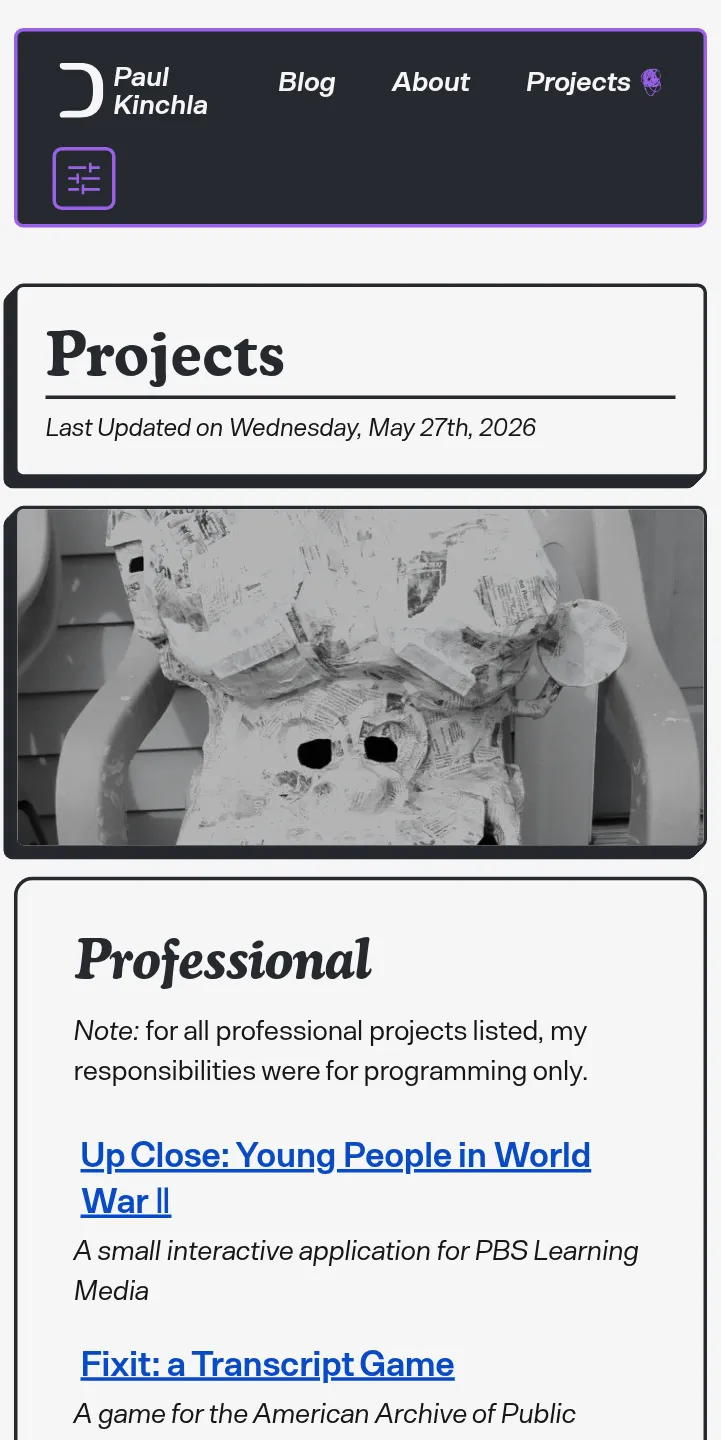 Paul
Kinchla
Blog
About
Projects
Projects
Last Updated on Wednesday, May 27th, 2026
Professional
Note: for all professional projects listed, my
responsibilities were for programming only.
Up Close: Young People in World
War II
A small interactive application for PBS Learning
Media
Fixit: a Transcript Game
A game for the American Archive of Public